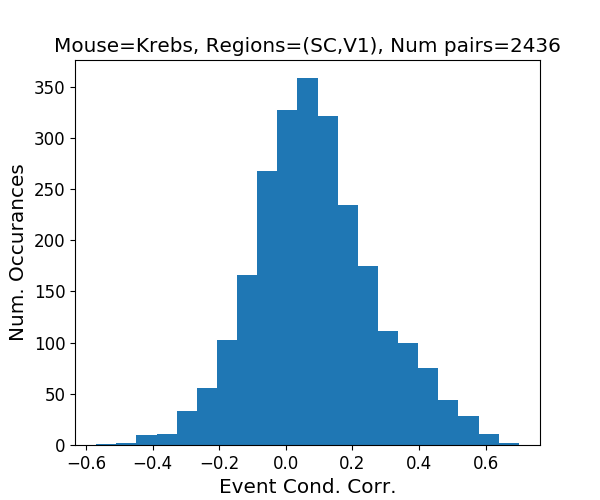 Mouse=Krebs, Regions=(SC,V1), Num pairs=2436
Num. Occurances
350
300
250
200
150
100
50
0
−0.6 −0.4 −0.2 0.0 0.2 0.4 0.6
Event Cond. Corr.